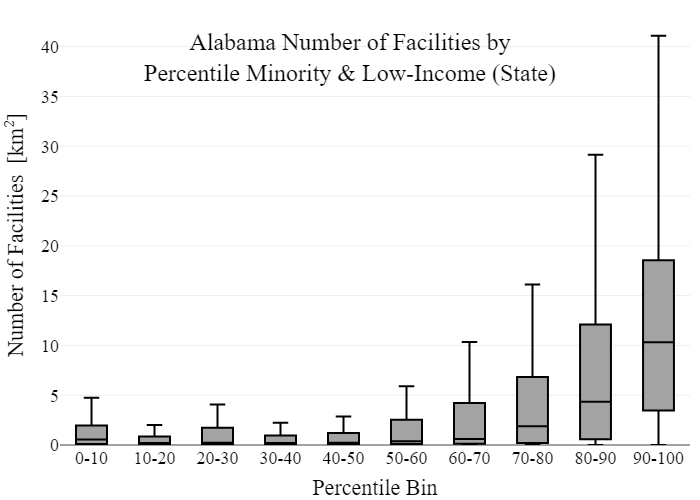 Alabama Number of Facilities by
Percentile Minority & Low-Income (State)
Number of Facilities [km²]
40
35
30
25
20
15
10
5
0
0-10 10-20 20-30 30-40 40-50 50-60 60-70 70-80 80-90 90-100
Percentile Bin